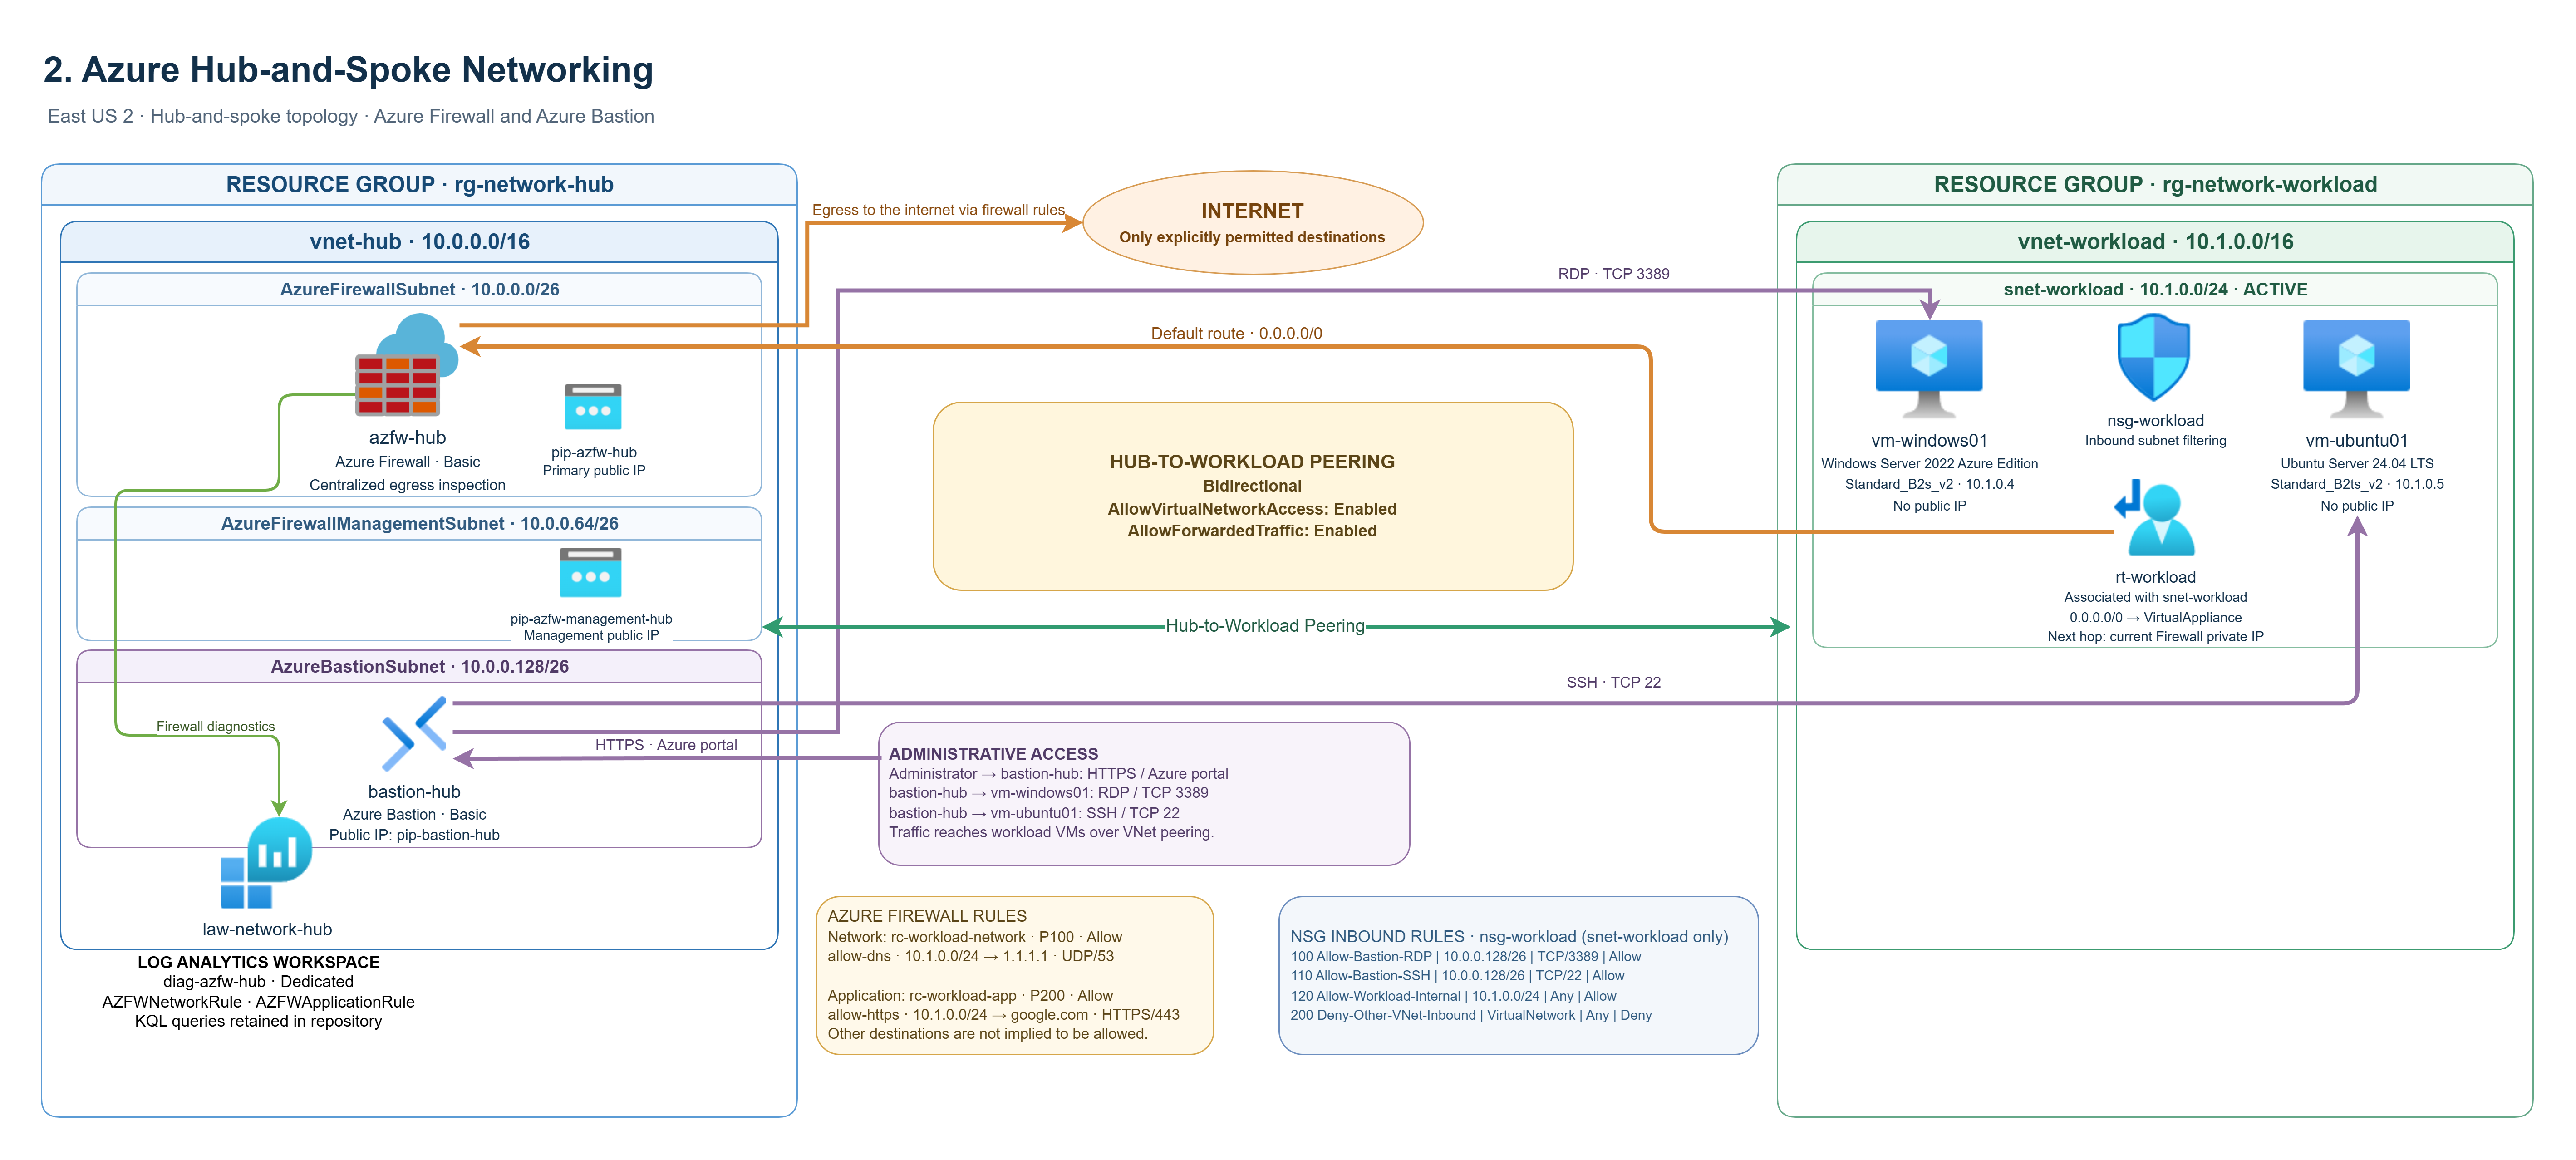 2. Azure Hub-and-Spoke Networking
East US 2 · Hub-and-spoke topology · Azure Firewall and Azure Bastion
RESOURCE GROUP · rg-network-hub
vnet-hub · 10.0.0.0/16
AzureFirewallSubnet · 10.0.0.0/26
azfw-hub
Azure Firewall · Basic
Centralized egress inspection
pip-azfw-hub
Primary public IP
AzureFirewallManagementSubnet · 10.0.0.64/26
pip-azfw-management-hub
Management public IP
AzureBastionSubnet · 10.0.0.128/26
Firewall diagnostics
bastion-hub
Azure Bastion · Basic
Public IP: pip-bastion-hub
law-network-hub
LOG ANALYTICS WORKSPACE
diag-azfw-hub · Dedicated
AZFWNetworkRule · AZFWApplicationRule
KQL queries retained in repository
Egress to the internet via firewall rules
INTERNET
Only explicitly permitted destinations
RDP · TCP 3389
Default route · 0.0.0.0/0
HUB-TO-WORKLOAD PEERING
Bidirectional
AllowVirtualNetworkAccess: Enabled
AllowForwardedTraffic: Enabled
Hub-to-Workload Peering
SSH · TCP 22
HTTPS · Azure portal
ADMINISTRATIVE ACCESS
Administrator → bastion-hub: HTTPS / Azure portal
bastion-hub → vm-windows01: RDP / TCP 3389
bastion-hub → vm-ubuntu01: SSH / TCP 22
Traffic reaches workload VMs over VNet peering.
AZURE FIREWALL RULES
Network: rc-workload-network · P100 · Allow
allow-dns · 10.1.0.0/24 → 1.1.1.1 · UDP/53
Application: rc-workload-app · P200 · Allow
allow-https · 10.1.0.0/24 → google.com · HTTPS/443
Other destinations are not implied to be allowed.
NSG INBOUND RULES · nsg-workload (snet-workload only)
100 Allow-Bastion-RDP | 10.0.0.128/26 | TCP/3389 | Allow
110 Allow-Bastion-SSH | 10.0.0.128/26 | TCP/22 | Allow
120 Allow-Workload-Internal | 10.1.0.0/24 | Any | Allow
200 Deny-Other-VNet-Inbound | VirtualNetwork | Any | Deny
RESOURCE GROUP · rg-network-workload
vnet-workload · 10.1.0.0/16
snet-workload · 10.1.0.0/24 · ACTIVE
vm-windows01
Windows Server 2022 Azure Edition
Standard_B2s_v2 · 10.1.0.4
No public IP
nsg-workload
Inbound subnet filtering
vm-ubuntu01
Ubuntu Server 24.04 LTS
Standard_B2ts_v2 · 10.1.0.5
No public IP
rt-workload
Associated with snet-workload
0.0.0.0/0 → VirtualAppliance
Next hop: current Firewall private IP